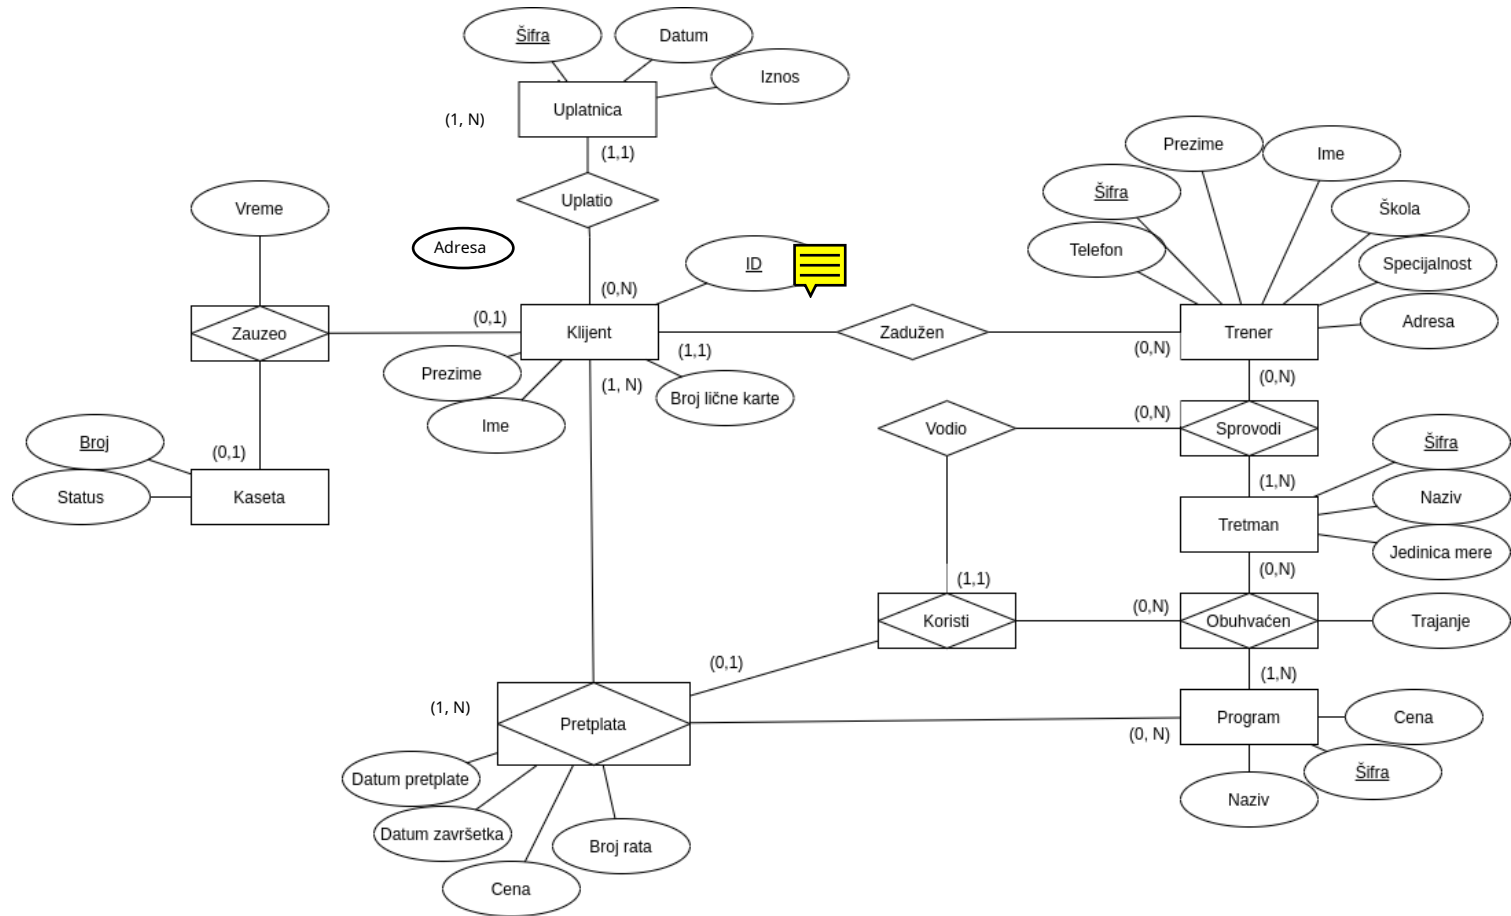 Šifra
Datum
Iznos
Uplatnica
(1, N)
(1,1)
Uplatio
Prezime
Ime
Šifra
Škola
Telefon
Specijalnost
Adresa
Vreme
Adresa
ID
(0,N)
(0,1)
Zauzeo
Klijent
Zadužen
Trener
(1,1)
(0,N)
Prezime
(1, N)
Broj lične karte
(0,N)
Ime
Vodio
(0,N)
Sprovodi
Broj
(0,1)
Status
Kaseta
Šifra
(1,N)
Naziv
Tretman
Jedinica mere
(0,N)
(1,1)
(0,N)
Koristi
Obuhvaćen
Trajanje
(0,1)
(1,N)
(1, N)
Pretplata
Program
Cena
(0, N)
Šifra
Naziv
Datum pretplate
Datum završetka
Broj rata
Cena